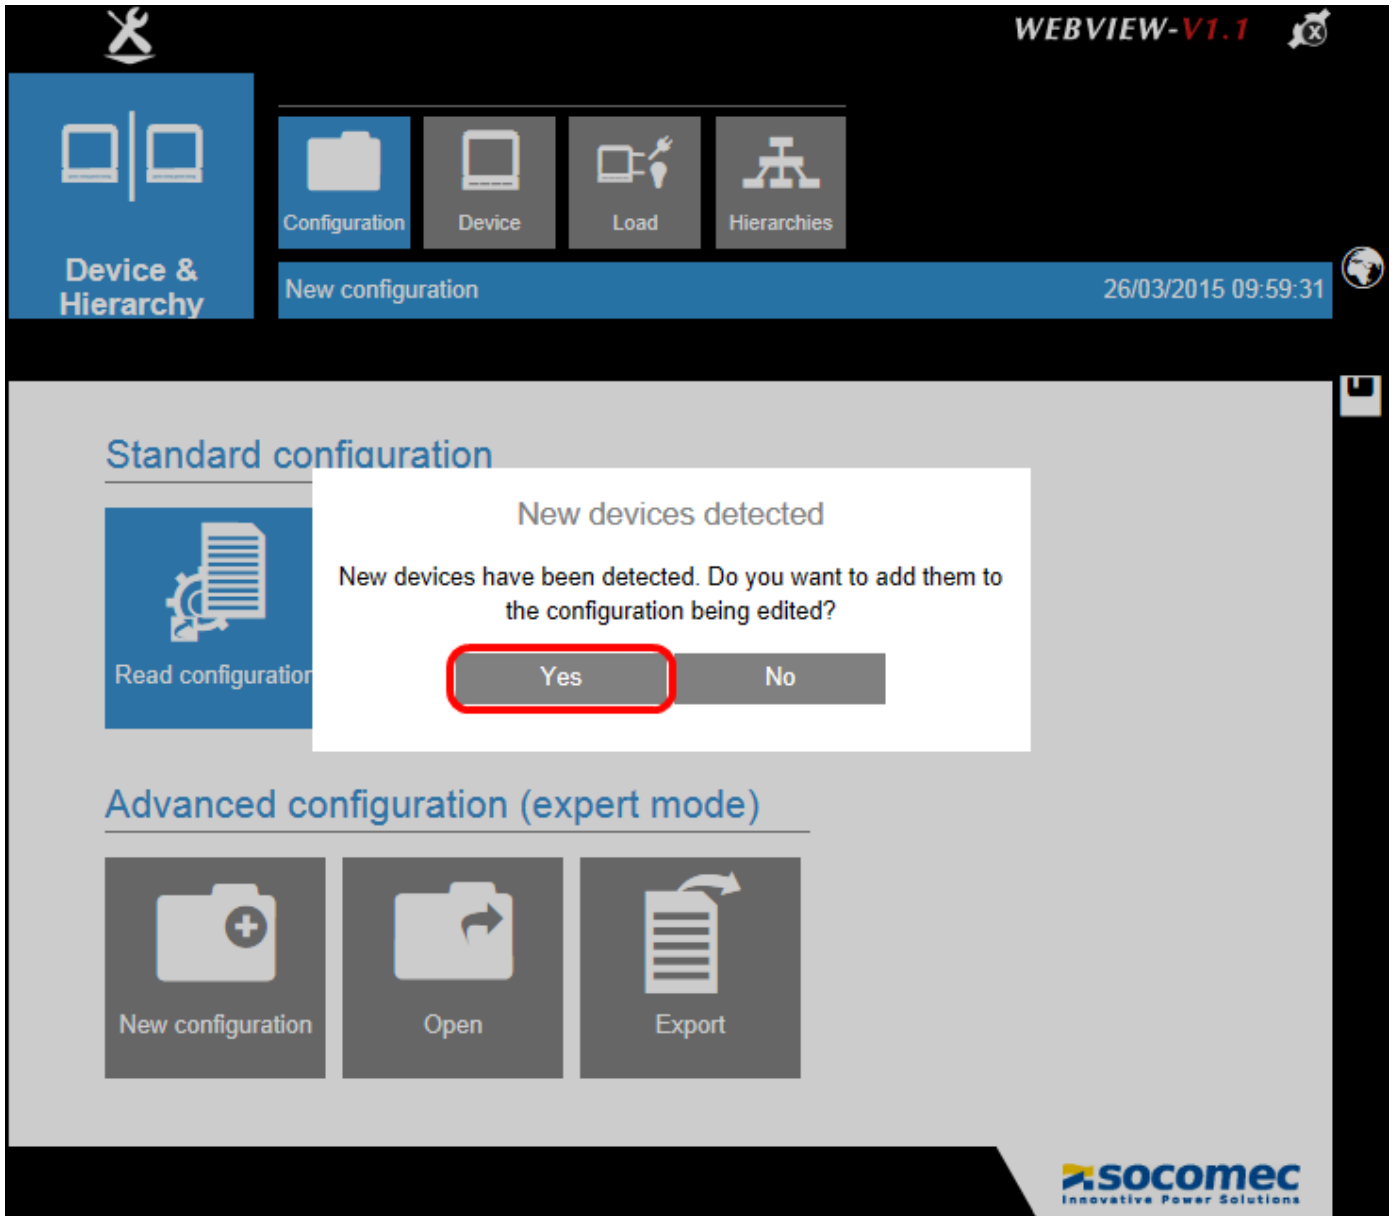 WEBVIEW-V1.1
Configuration
Device
Load
Hierarchies
Device &
Hierarchy
New configuration
26/03/2015 09:59:31
Standard configuration
New devices detected
New devices have been detected. Do you want to add them to
the configuration being edited?
Yes
No
Read configuration
Advanced configuration (expert mode)
New configuration
Open
Export
socomec
Innovative Power Solutions